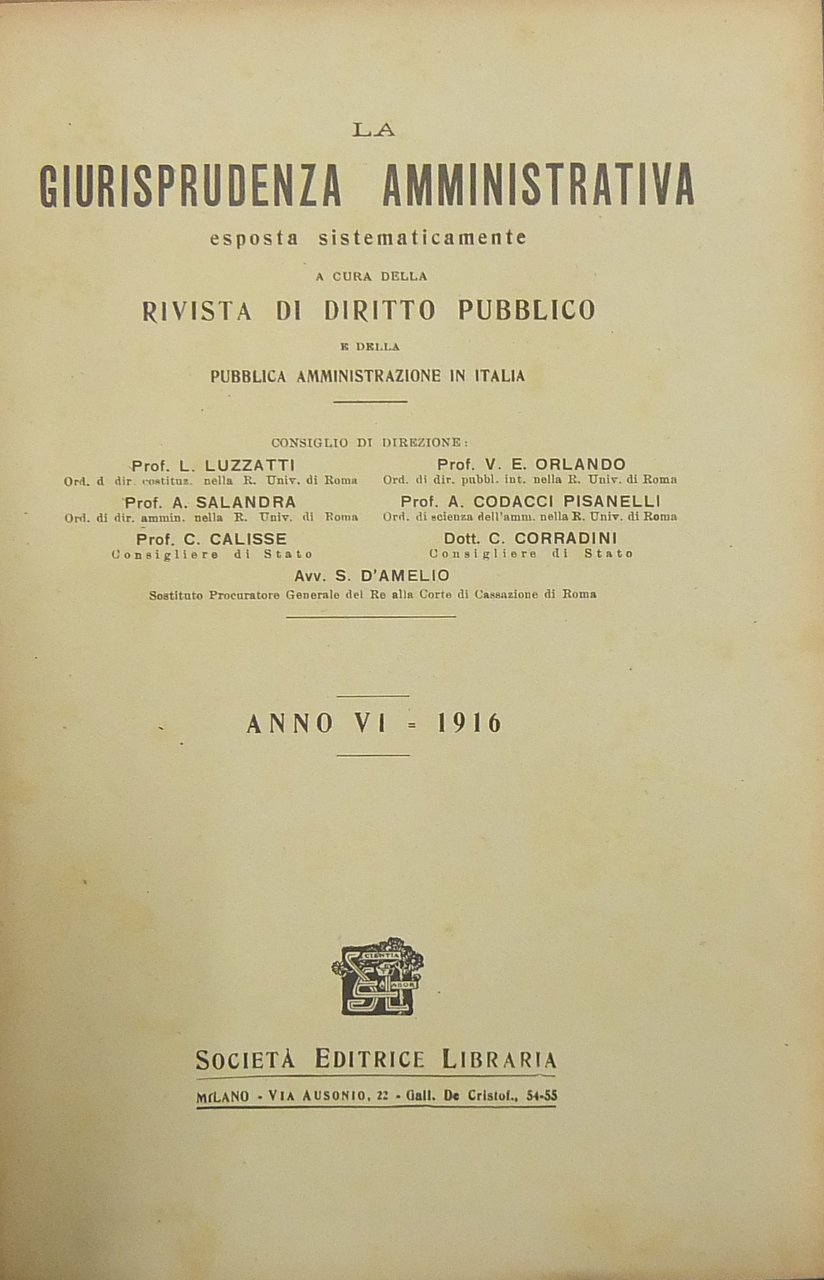 LA
GIURISPRUDENZA AMMINISTRATIVA
esposta sistematicamente
A CURA DELLA
RIVISTA DI DIRITTO PUBBLICO
E DELLA
PUBBLICA AMMINISTRAZIONE IN ITALIA
CONSIGLIO DI DIREZIONE:
Prof. L. LUZZATTI
Ord. d dir. costituz. nella R. Univ. di Roma
Prof. V. E. ORLANDO
Ord. di dir. pubbl. int. nella R. Univ. di Roma
Prof. A. SALANDRA
Ord. di dir. ammin. nella R. Univ. di Roma
Prof. A. CODACCI PISANELLI
Ord. di scienza dell'amm. nella R. Univ. di Roma
Prof. C. CALISSE
Consigliere di Stato
Dott. C. CORRADINI
Consigliere di Stato
Avv. S. D'AMELIO
Sostituto Procuratore Generale del Re alla Corte di Cassazione di Roma
ANNO VI = 1916
SCIENTIA
LABOR
SOCIETÀ EDITRICE LIBRARIA
MILANO - VIA AUSONIO, 22 - Gall. De Cristof., 54-55